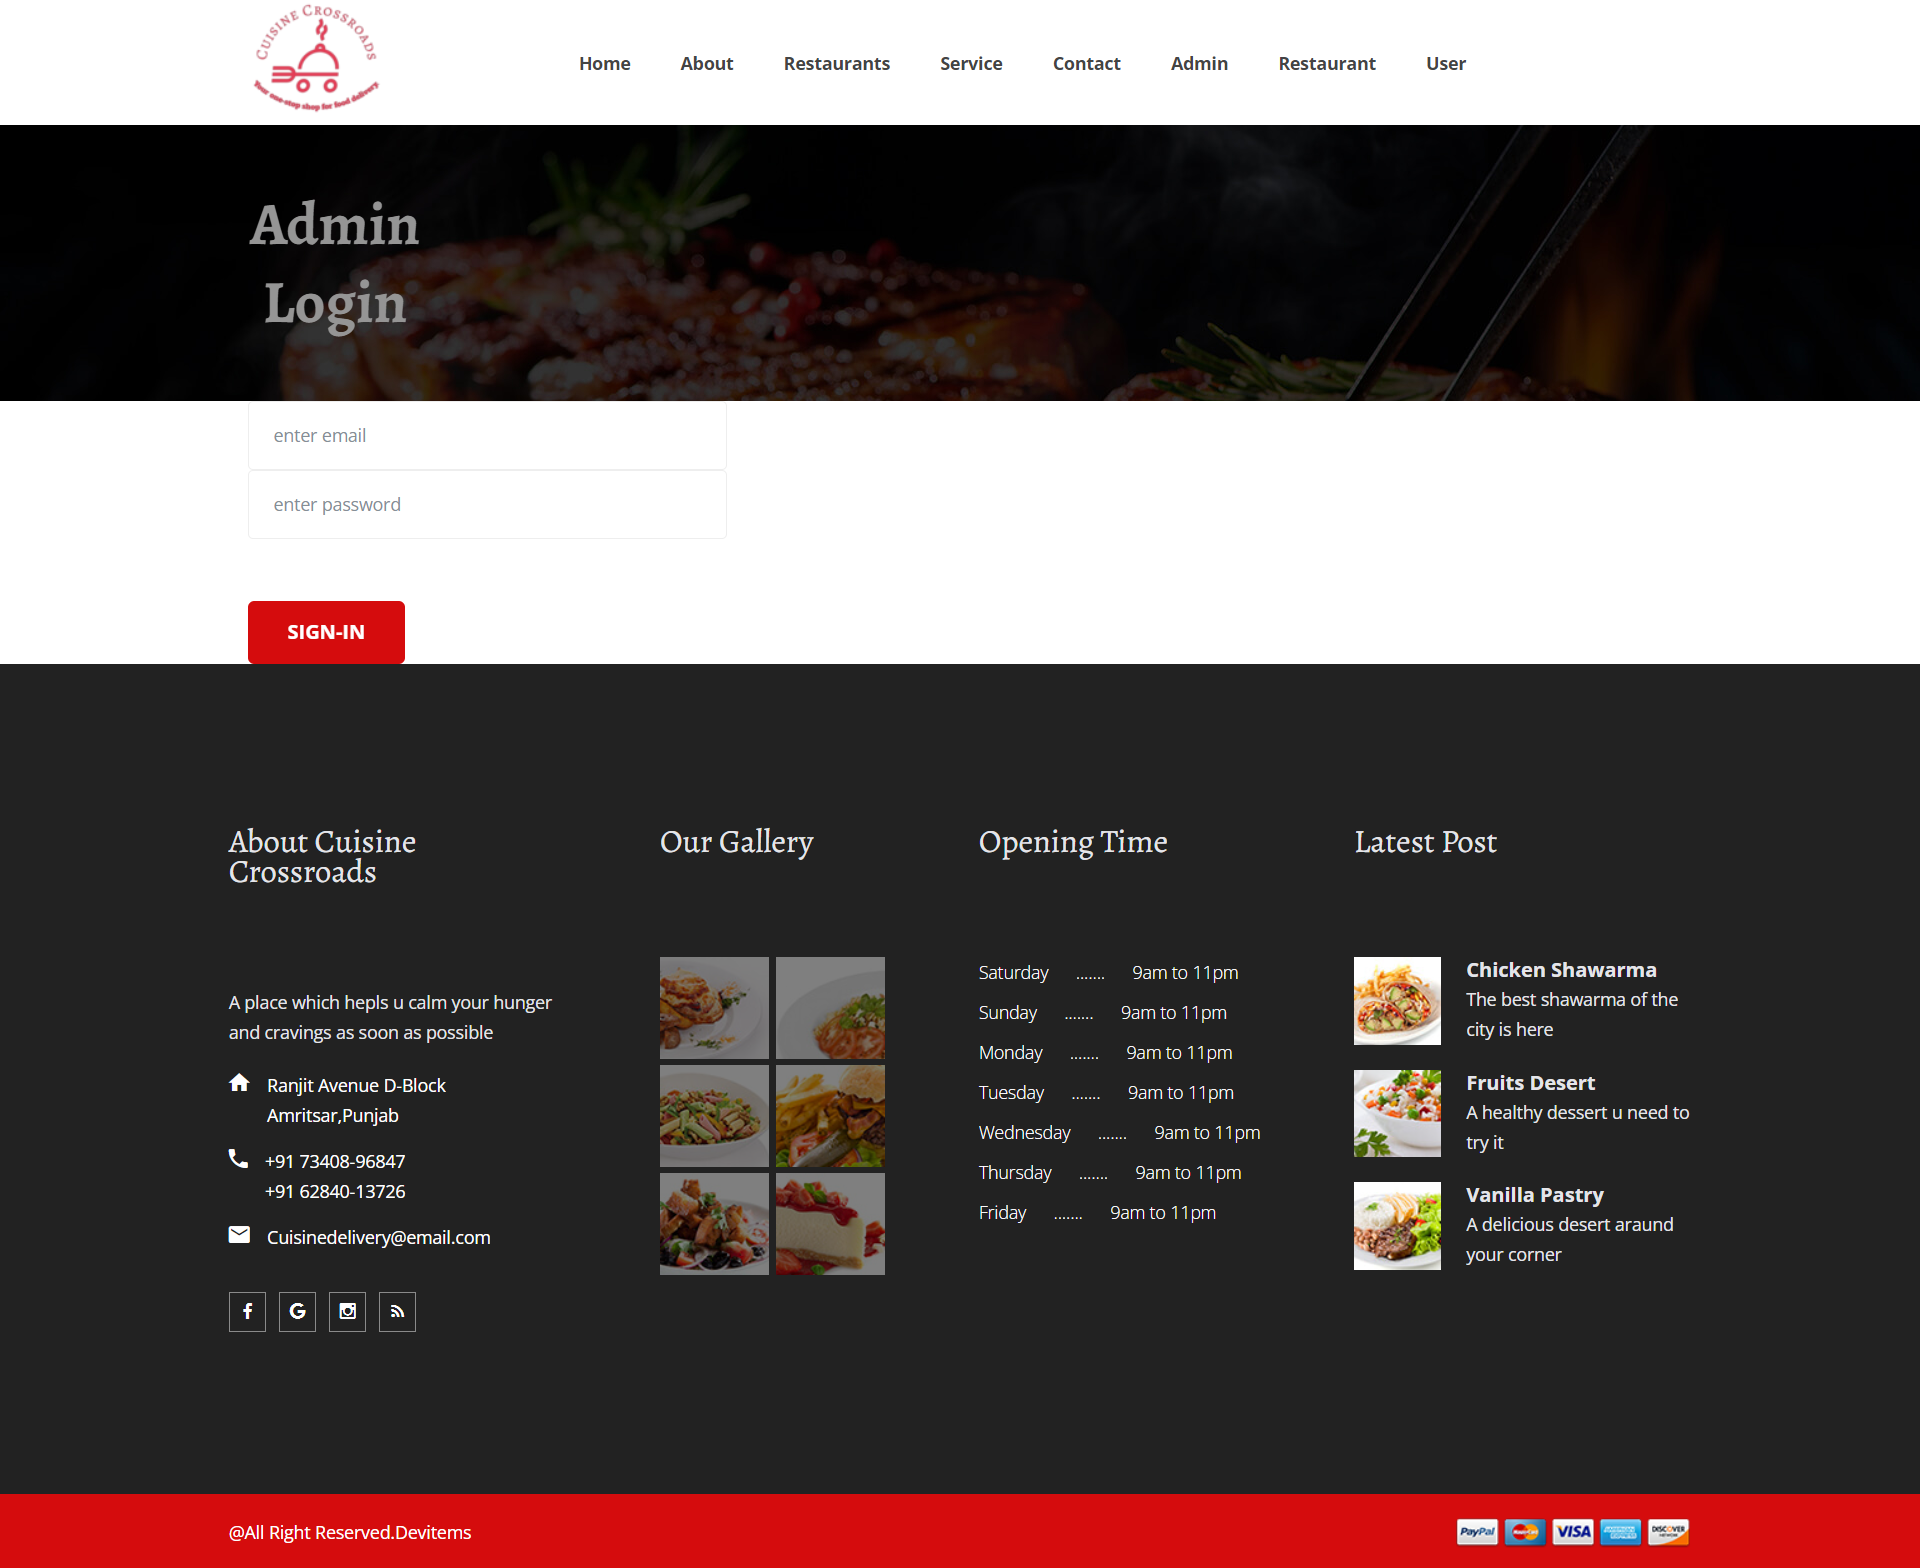 Cuisine Crossroads
Your one-stop shop for food delivery
Home About Restaurants Service Contact Admin Restaurant User
Admin
Login
enter email
enter password
SIGN-IN
About Cuisine
Crossroads
A place which hepls u calm your hunger
and cravings as soon as possible
Ranjit Avenue D-Block
Amritsar,Punjab
+91 73408-96847
+91 62840-13726
Cuisinedelivery@email.com
Our Gallery
Opening Time
Saturday ....... 9am to 11pm
Sunday ....... 9am to 11pm
Monday ....... 9am to 11pm
Tuesday ....... 9am to 11pm
Wednesday ....... 9am to 11pm
Thursday ....... 9am to 11pm
Friday ....... 9am to 11pm
Latest Post
Chicken Shawarma
The best shawarma of the
city is here
Fruits Desert
A healthy dessert u need to
try it
Vanilla Pastry
A delicious desert araund
your corner
@All Right Reserved.Devitems
PayPal MasterCard VISA AMERICAN EXPRESS DISCOVER